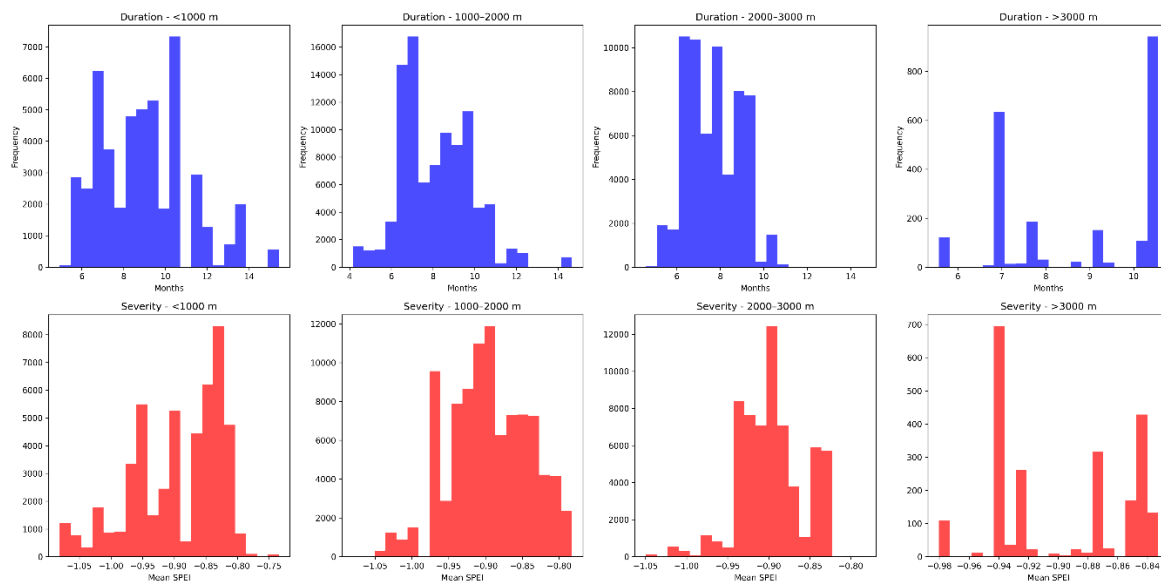 Duration - <1000 m
Duration - 1000–2000 m
Duration - 2000–3000 m
Duration - >3000 m
Frequency
7000
6000
5000
4000
3000
2000
1000
0
6 8 10 12 14
Months
Frequency
16000
14000
12000
10000
8000
6000
4000
2000
0
4 6 8 10 12 14
Months
Frequency
10000
8000
6000
4000
2000
0
6 8 10 12 14
Months
Frequency
800
600
400
200
0
6 7 8 9 10
Months
Severity - <1000 m
Severity - 1000–2000 m
Severity - 2000–3000 m
Severity - >3000 m
8000
7000
6000
5000
4000
3000
2000
1000
0
−1.05 −1.00 −0.95 −0.90 −0.85 −0.80 −0.75
Mean SPEI
12000
10000
8000
6000
4000
2000
0
−1.05 −1.00 −0.95 −0.90 −0.85 −0.80
Mean SPEI
12000
10000
8000
6000
4000
2000
0
−1.05 −1.00 −0.95 −0.90 −0.85 −0.80
Mean SPEI
700
600
500
400
300
200
100
0
−0.98 −0.96 −0.94 −0.92 −0.90 −0.88 −0.86 −0.84
Mean SPEI